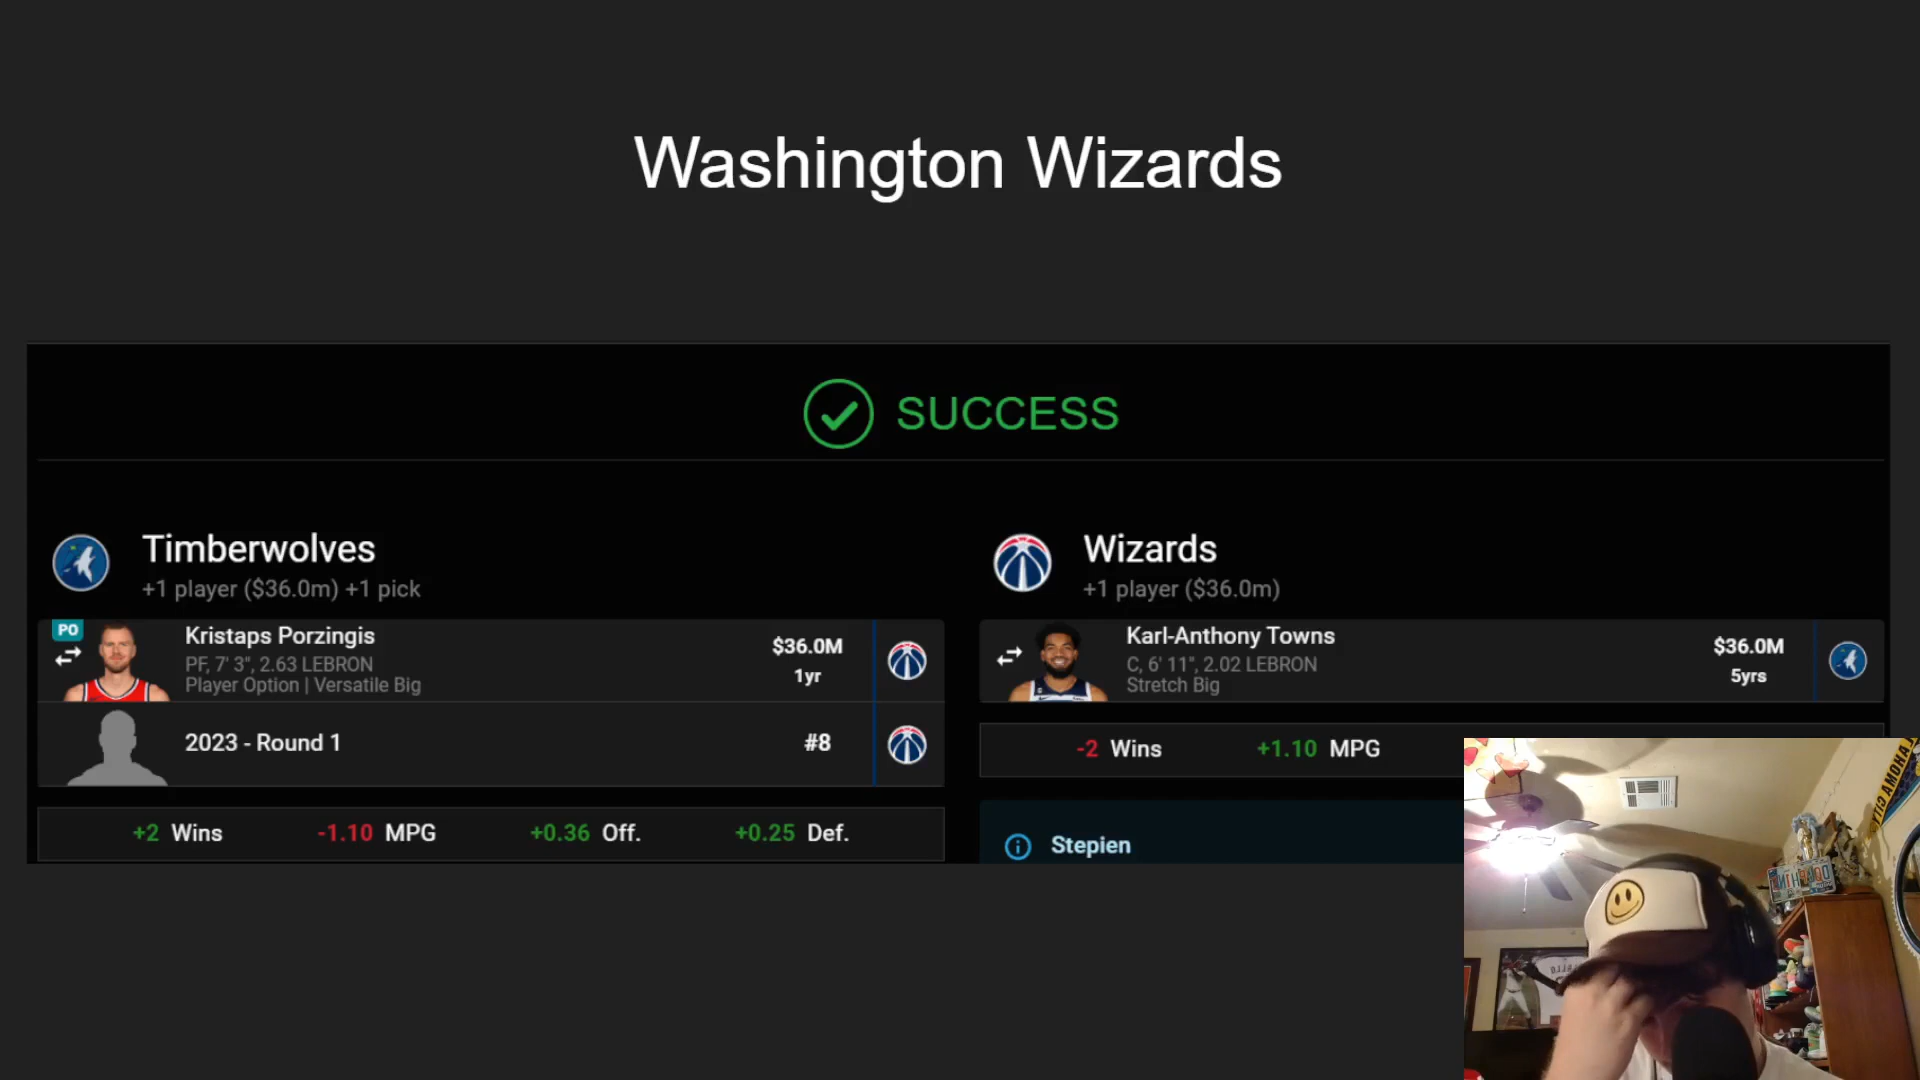 Washington Wizards
SUCCESS
Timberwolves
+1 player ($36.0m) +1 pick
PO
Kristaps Porzingis
PF, 7' 3", 2.63 LEBRON
Player Option | Versatile Big
$36.0M
1yr
2023 - Round 1
#8
+2 Wins -1.10 MPG +0.36 Off. +0.25 Def.
Wizards
+1 player ($36.0m)
Karl-Anthony Towns
C, 6' 11", 2.02 LEBRON
Stretch Big
$36.0M
5yrs
-2 Wins +1.10 MPG
Stepien